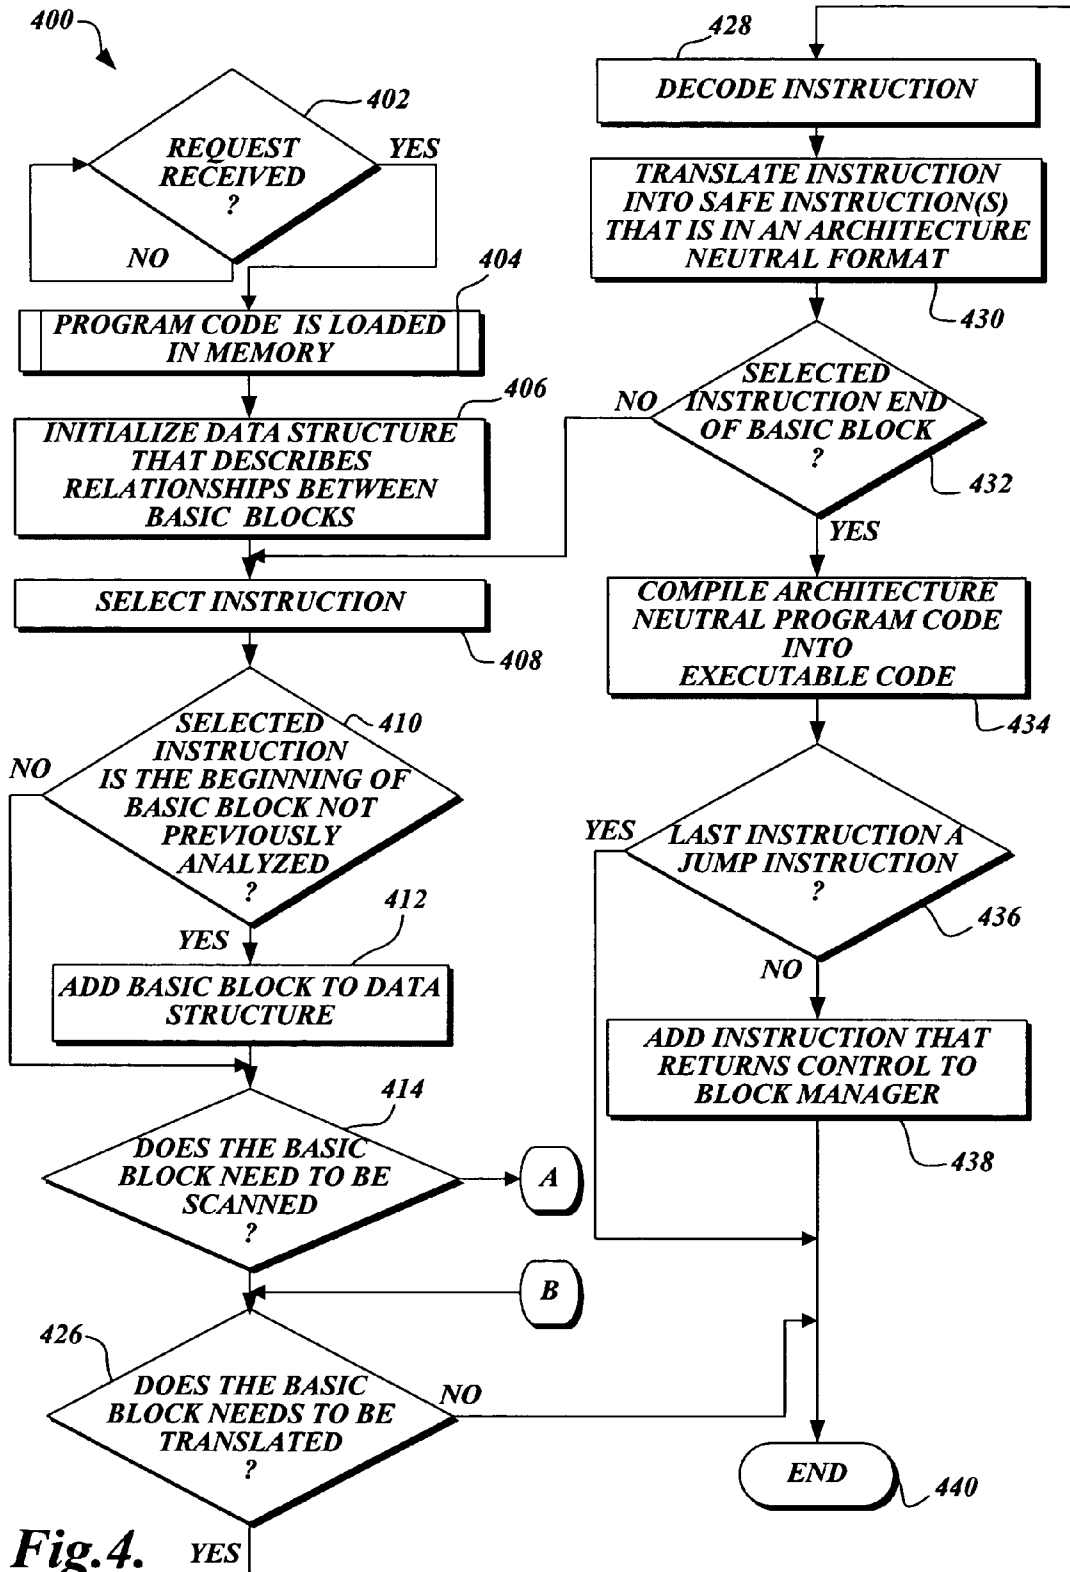 400
402
REQUEST
RECEIVED
?
YES
NO
404
PROGRAM CODE IS LOADED
IN MEMORY
406
INITIALIZE DATA STRUCTURE
THAT DESCRIBES
RELATIONSHIPS BETWEEN
BASIC BLOCKS
SELECT INSTRUCTION
408
410
SELECTED
INSTRUCTION
IS THE BEGINNING OF
BASIC BLOCK NOT
PREVIOUSLY
ANALYZED
?
NO
YES
412
ADD BASIC BLOCK TO DATA
STRUCTURE
414
DOES THE BASIC
BLOCK NEED TO BE
SCANNED
?
A
B
426
DOES THE BASIC
BLOCK NEEDS TO BE
TRANSLATED
?
NO
YES
Fig.4.
428
DECODE INSTRUCTION
TRANSLATE INSTRUCTION
INTO SAFE INSTRUCTION(S)
THAT IS IN AN ARCHITECTURE
NEUTRAL FORMAT
430
SELECTED
INSTRUCTION END
OF BASIC BLOCK
?
NO
432
YES
COMPILE ARCHITECTURE
NEUTRAL PROGRAM CODE
INTO
EXECUTABLE CODE
434
YES
LAST INSTRUCTION A
JUMP INSTRUCTION
?
436
NO
ADD INSTRUCTION THAT
RETURNS CONTROL TO
BLOCK MANAGER
438
END
440